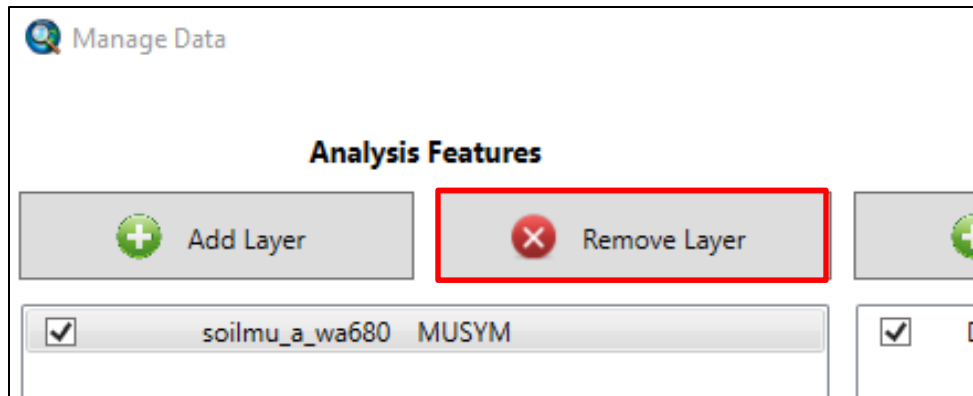 Manage Data
Analysis Features
Add Layer
Remove Layer
soilmu_a_wa680 MUSYM